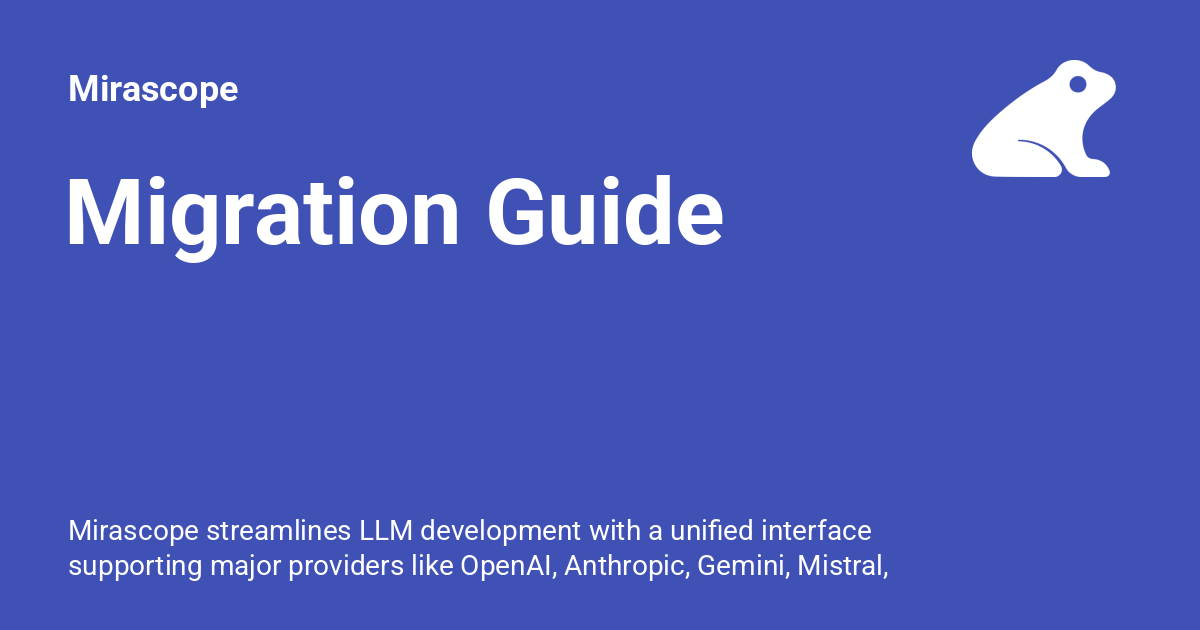 Mirascope
Migration Guide
Mirascope streamlines LLM development with a unified interface
supporting major providers like OpenAI, Anthropic, Gemini, Mistral,